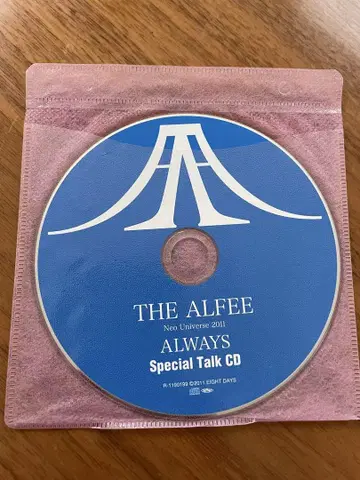 THE ALFEE
Neo Universe 2011
ALWAYS
Special Talk CD
R-1100199 ©2011 EIGHT DAYS